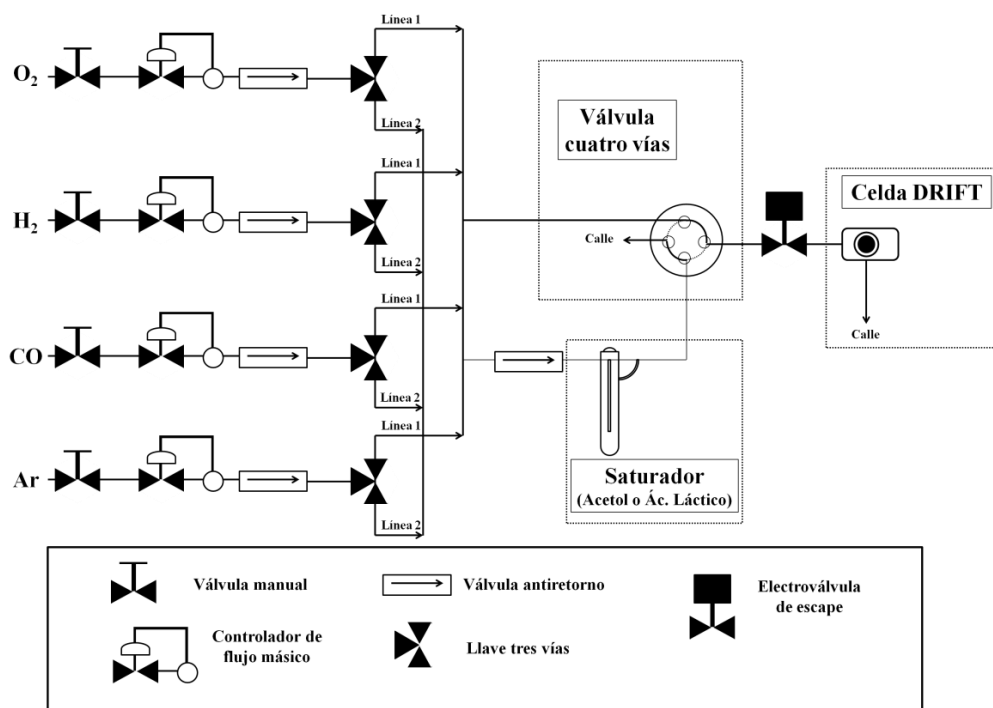 O2
Línea 1
Línea 2
H2
Línea 1
Línea 2
CO
Línea 1
Línea 2
Ar
Línea 1
Línea 2
Válvula
cuatro vías
Calle
Celda DRIFT
Calle
Saturador
(Acetol o Ác. Láctico)
Válvula manual
Válvula antiretorno
Electroválvula
de escape
Controlador de
flujo másico
Llave tres vías